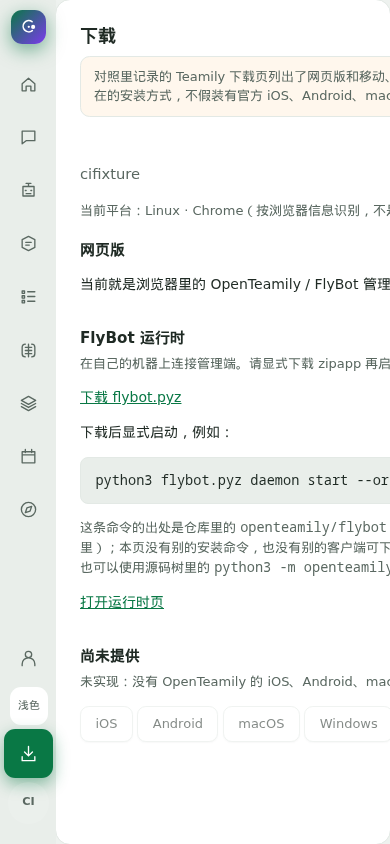 下载
对照里记录的 Teamily 下载页列出了网页版和移动、
在的安装方式，不假装有官方 iOS、Android、mac
cifixture
当前平台：Linux · Chrome（按浏览器信息识别，不
网页版
当前就是浏览器里的 OpenTeamily / FlyBot 管理
FlyBot 运行时
在自己的机器上连接管理端。请显式下载 zipapp 再启
下载 flybot.pyz
下载后显式启动，例如：
python3 flybot.pyz daemon start --or
这条命令的出处是仓库里的 openteamily/flybot
里）；本页没有别的安装命令，也没有别的客户端可下
也可以使用源码树里的 python3 -m openteamily
打开运行时页
尚未提供
未实现：没有 OpenTeamily 的 iOS、Android、mac
iOS Android macOS Windows
浅色
CI